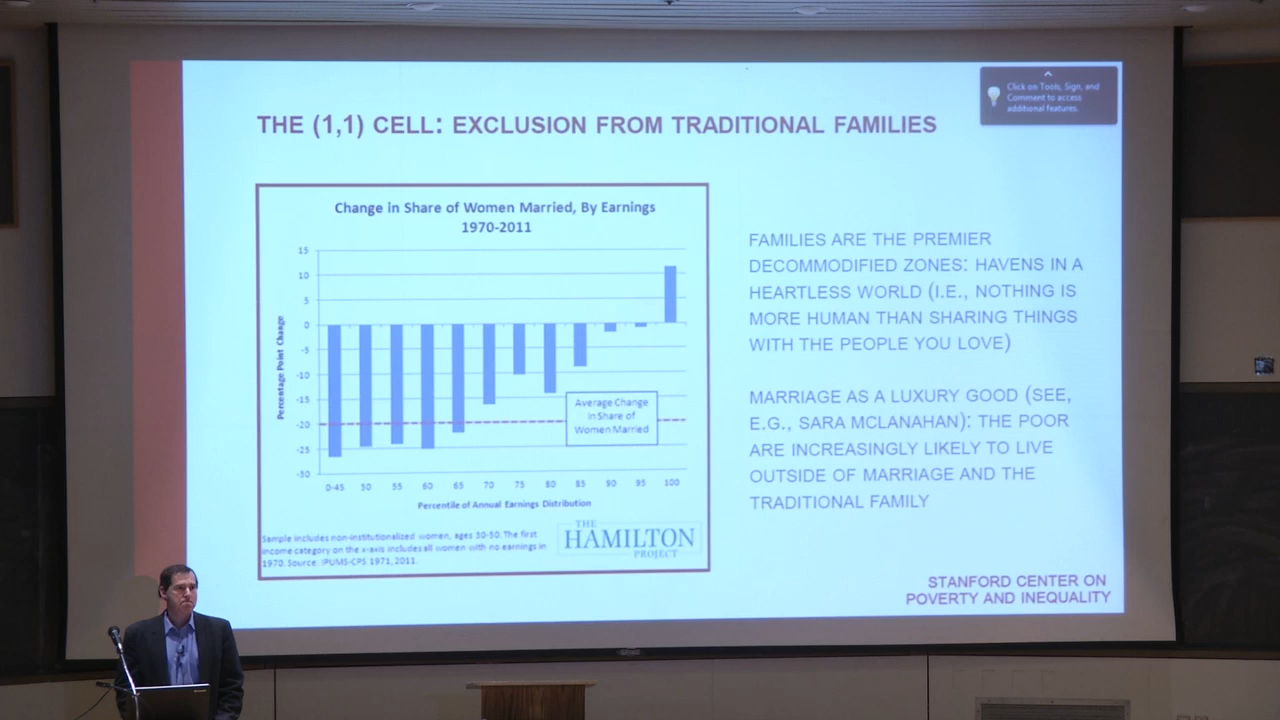 Click on Tools, Sign, and
Comment to access
additional features.
THE (1,1) CELL: EXCLUSION FROM TRADITIONAL FAMILIES
Change in Share of Women Married, By Earnings
1970-2011
15
10
5
0
-5
-10
-15
-20
-25
-30
Percentage Point Change
Average Change
in Share of
Women Married
0-45 50 55 60 65 70 75 80 85 90 95 100
Percentile of Annual Earnings Distribution
Sample includes non-institutionalized women, ages 30-50. The first
income category on the x-axis includes all women with no earnings in
1970. Source: IPUMS-CPS 1971, 2011.
THE
HAMILTON
PROJECT
FAMILIES ARE THE PREMIER
DECOMMODIFIED ZONES: HAVENS IN A
HEARTLESS WORLD (I.E., NOTHING IS
MORE HUMAN THAN SHARING THINGS
WITH THE PEOPLE YOU LOVE)
MARRIAGE AS A LUXURY GOOD (SEE,
E.G., SARA MCLANAHAN): THE POOR
ARE INCREASINGLY LIKELY TO LIVE
OUTSIDE OF MARRIAGE AND THE
TRADITIONAL FAMILY
STANFORD CENTER ON
POVERTY AND INEQUALITY